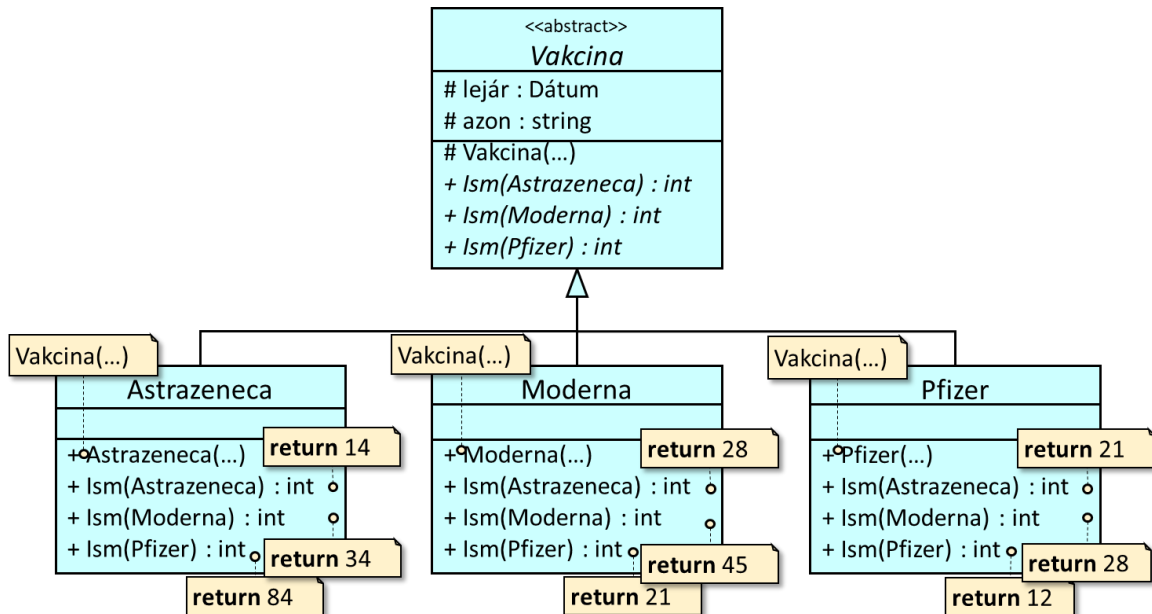 <<abstract>>
Vakcina
# lejár : Dátum
# azon : string
# Vakcina(...)
+ Ism(Astrazeneca) : int
+ Ism(Moderna) : int
+ Ism(Pfizer) : int
Vakcina(...)
Astrazeneca
return 14
+ Astrazeneca(...)
+ Ism(Astrazeneca) : int
+ Ism(Moderna) : int
+ Ism(Pfizer) : int
return 34
return 84
Vakcina(...)
Moderna
return 28
+ Moderna(...)
+ Ism(Astrazeneca) : int
+ Ism(Moderna) : int
+ Ism(Pfizer) : int
return 45
return 21
Vakcina(...)
Pfizer
return 21
+ Pfizer(...)
+ Ism(Astrazeneca) : int
+ Ism(Moderna) : int
+ Ism(Pfizer) : int
return 28
return 12